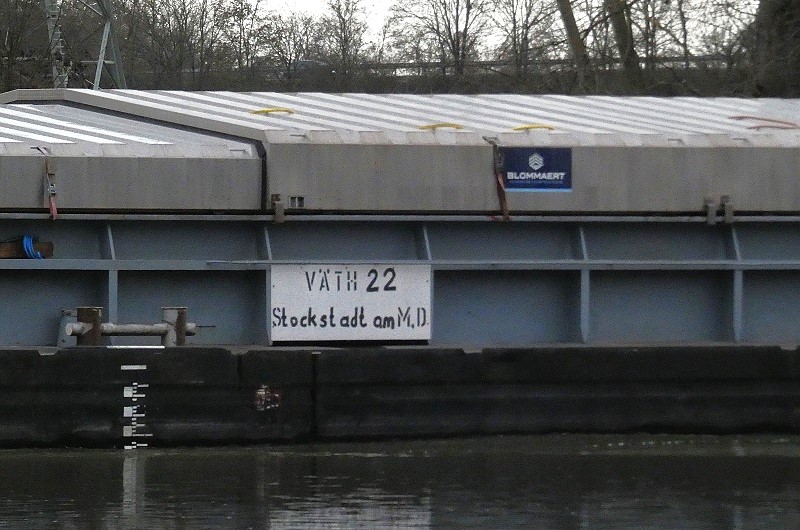 BLOMMAERT
VÄTH 22
Stockstadt am M.D.